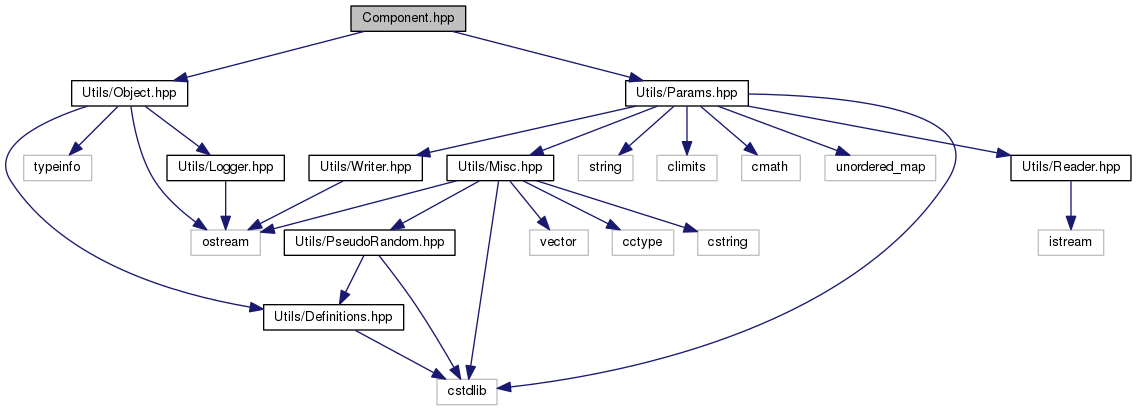 Component.hpp
Utils/Object.hpp
Utils/Params.hpp
typeinfo
Utils/Logger.hpp
Utils/Writer.hpp
Utils/Misc.hpp
string
climits
cmath
unordered_map
Utils/Reader.hpp
ostream
Utils/PseudoRandom.hpp
vector
cctype
cstring
istream
Utils/Definitions.hpp
cstdlib